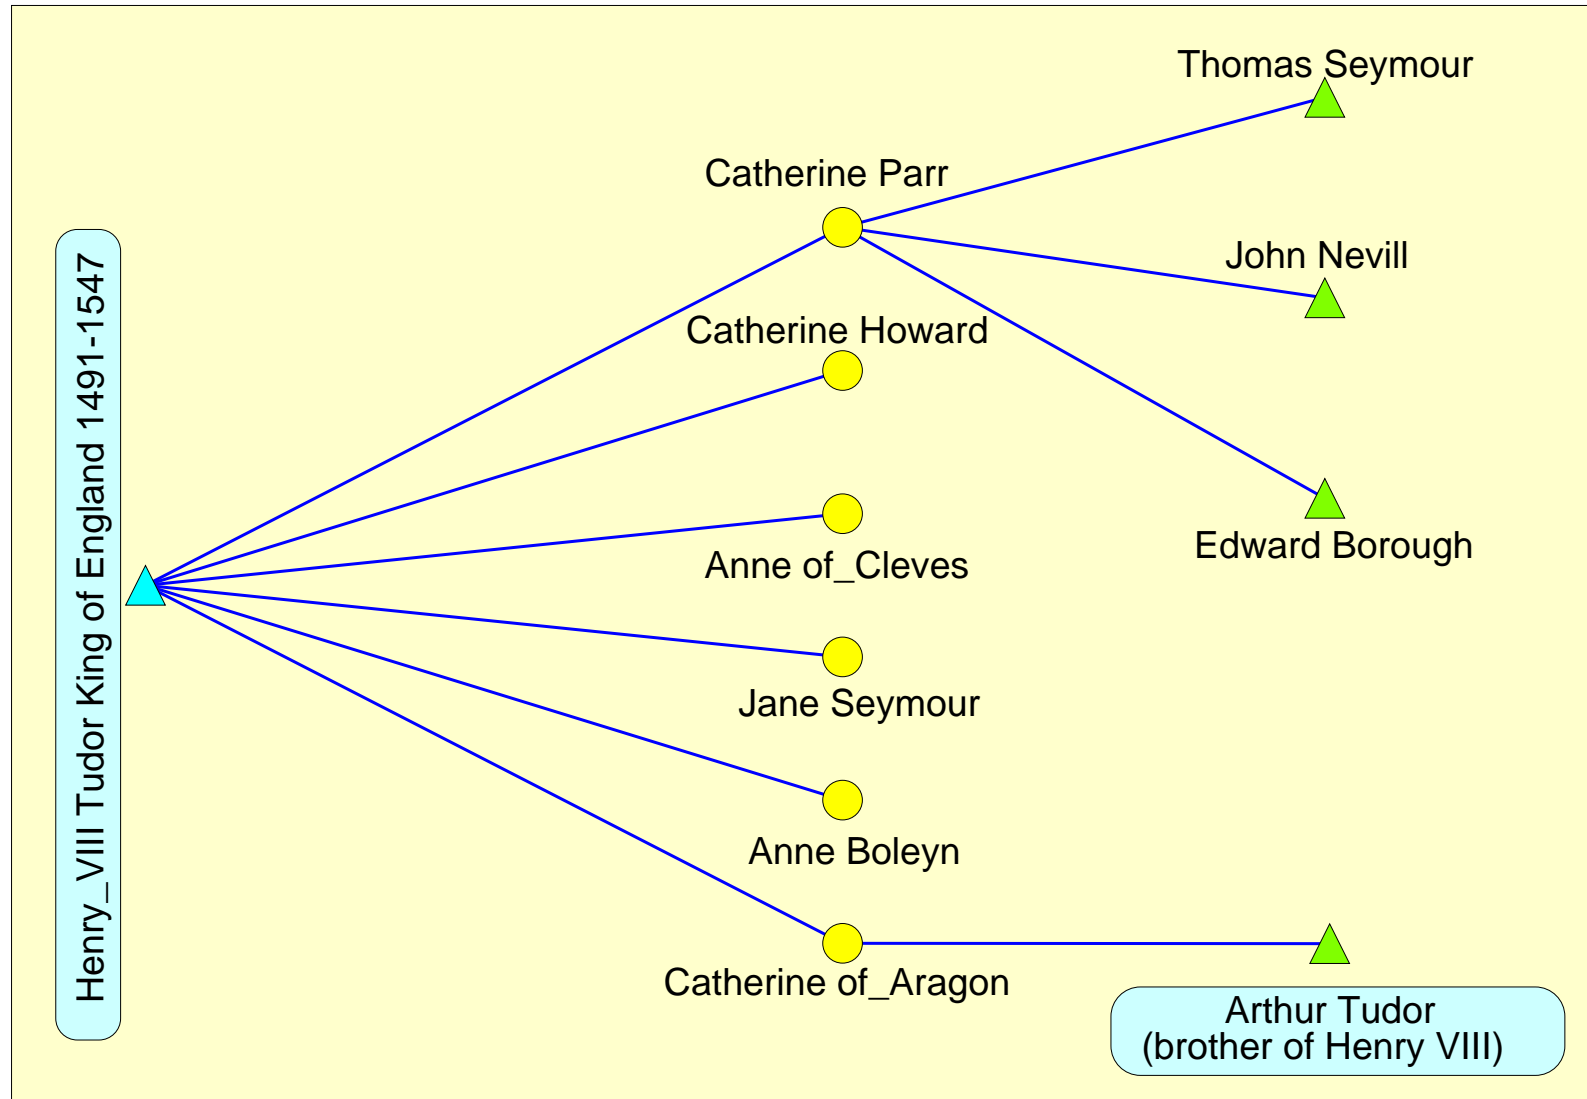 Henry_VIII Tudor King of England 1491-1547
Thomas Seymour
Catherine Parr
John Nevill
Catherine Howard
Edward Borough
Anne of_Cleves
Jane Seymour
Anne Boleyn
Catherine of_Aragon
Arthur Tudor
(brother of Henry VIII)